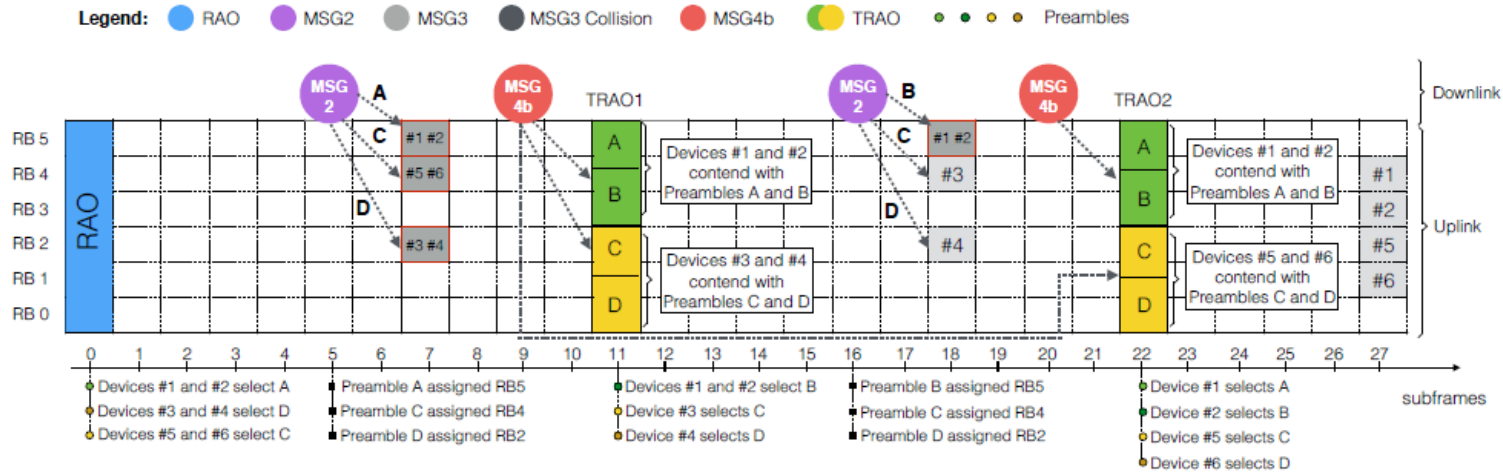 Legend: RAO MSG2 MSG3 MSG3 Collision MSG4b TRAO Preambles
MSG 2 A MSG 4b TRAO1 MSG 2 B MSG 4b TRAO2 Downlink
RB 5 #1 #2 A C #1 #2 A
RB 4 C #5 #6 B #3 B #1
RB 3 D D #2
RB 2 #3 #4 C #4 C #5
RB 1 #6
RB 0 D D
RAO
Devices #1 and #2
contend with
Preambles A and B
Devices #3 and #4
contend with
Preambles C and D
Devices #1 and #2
contend with
Preambles A and B
Devices #5 and #6
contend with
Preambles C and D
Uplink
0 1 2 3 4 5 6 7 8 9 10 11 12 13 14 15 16 17 18 19 20 21 22 23 24 25 26 27
subframes
Devices #1 and #2 select A
Devices #3 and #4 select D
Devices #5 and #6 select C
Preamble A assigned RB5
Preamble C assigned RB4
Preamble D assigned RB2
Devices #1 and #2 select B
Device #3 selects C
Device #4 selects D
Preamble B assigned RB5
Preamble C assigned RB4
Preamble D assigned RB2
Device #1 selects A
Device #2 selects B
Device #5 selects C
Device #6 selects D